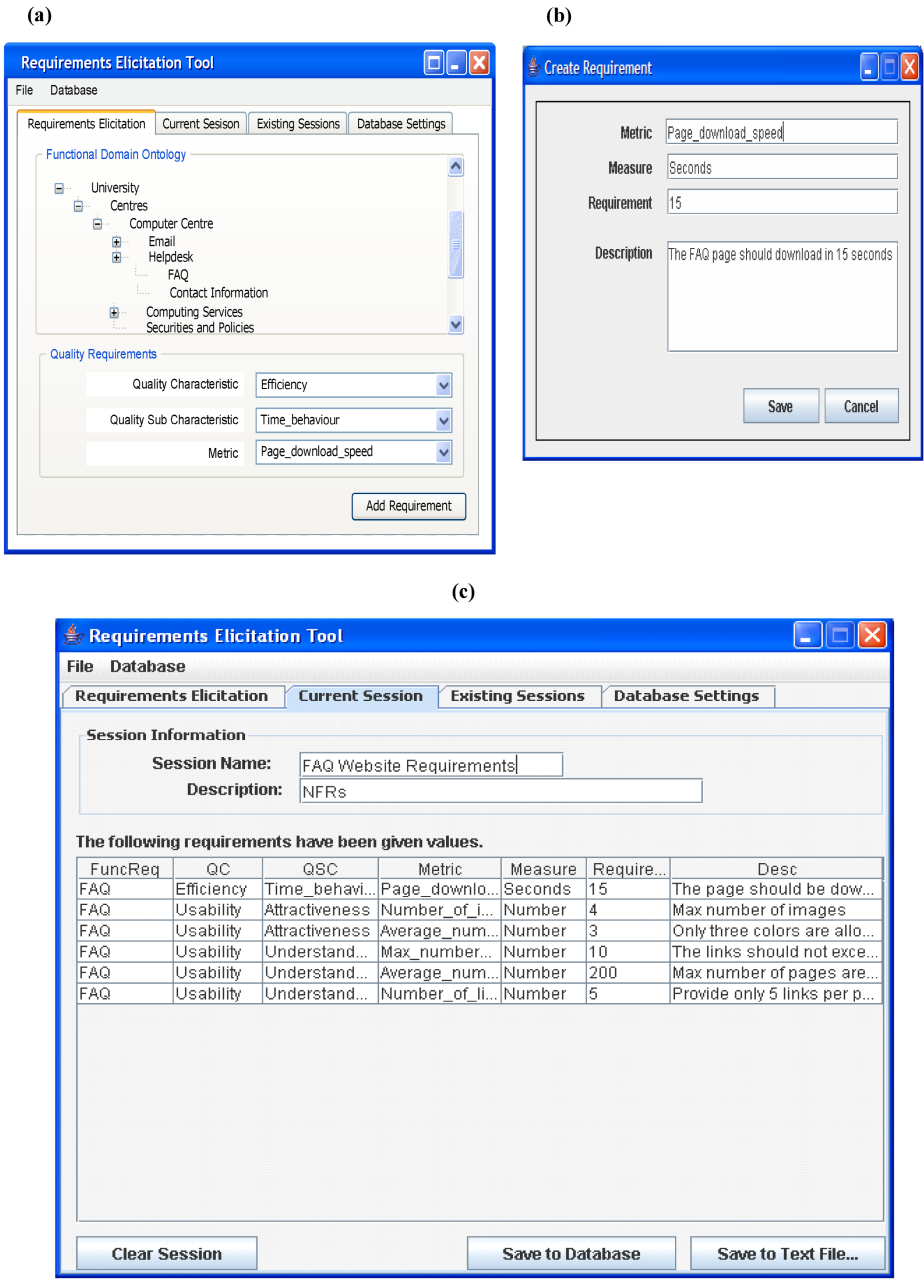 (a)
Requirements Elicitation Tool
File Database
Requirements Elicitation Current Sesison Existing Sessions Database Settings
Functional Domain Ontology
University
Centres
Computer Centre
Email
Helpdesk
FAQ
Contact Information
Computing Services
Securities and Policies
Quality Requirements
Quality Characteristic Efficiency
Quality Sub Characteristic Time_behaviour
Metric Page_download_speed
Add Requirement
(b)
Create Requirement
Metric Page_download_speed
Measure Seconds
Requirement 15
Description The FAQ page should download in 15 seconds
Save Cancel
(c)
Requirements Elicitation Tool
File Database
Requirements Elicitation Current Session Existing Sessions Database Settings
Session Information
Session Name: FAQ Website Requirements
Description: NFRs
The following requirements have been given values.
FuncReq QC QSC Metric Measure Require... Desc
FAQ Efficiency Time_behavi... Page_downlo... Seconds 15 The page should be dow...
FAQ Usability Attractiveness Number_of_i... Number 4 Max number of images
FAQ Usability Attractiveness Average_num... Number 3 Only three colors are allo...
FAQ Usability Understand... Max_number... Number 10 The links should not exce...
FAQ Usability Understand... Average_num... Number 200 Max number of pages are...
FAQ Usability Understand... Number_of_li... Number 5 Provide only 5 links per p...
Clear Session Save to Database Save to Text File...